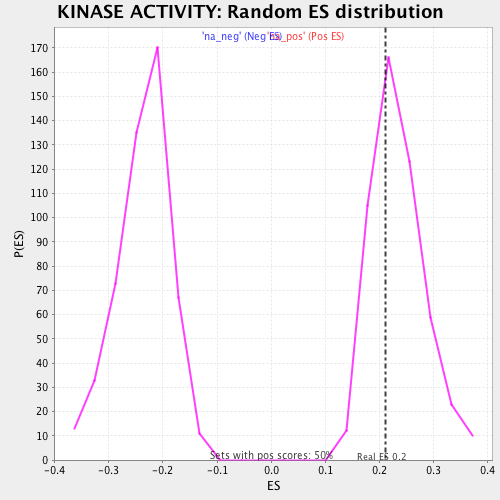 KINASE ACTIVITY: Random ES distribution
'na_neg' (Neg ES) 'na_pos' (Pos ES)
170
160
150
140
130
120
110
100
90
80
70
60
50
40
30
20
10
0
P(ES)
Sets with pos scores: 50%
Real ES 0.2
-0.4 -0.3 -0.2 -0.1 0.0 0.1 0.2 0.3 0.4
ES